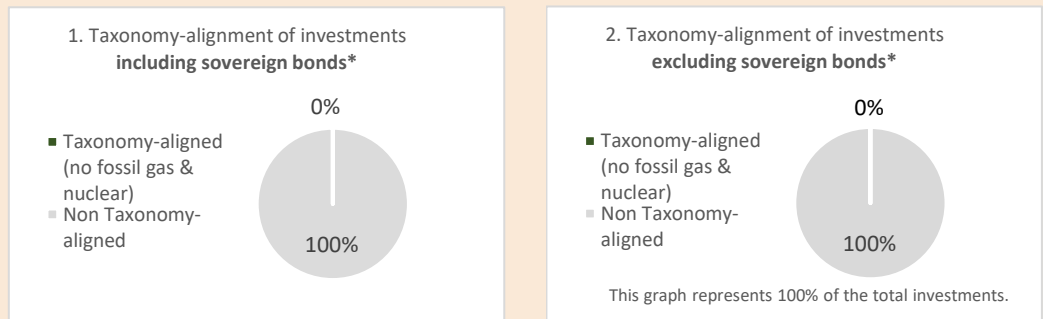 1. Taxonomy-alignment of investments
including sovereign bonds*
0%
Taxonomy-aligned
(no fossil gas &
nuclear)
Non Taxonomy-
aligned
100%
2. Taxonomy-alignment of investments
excluding sovereign bonds*
0%
Taxonomy-aligned
(no fossil gas &
nuclear)
Non Taxonomy-
aligned
100%
This graph represents 100% of the total investments.